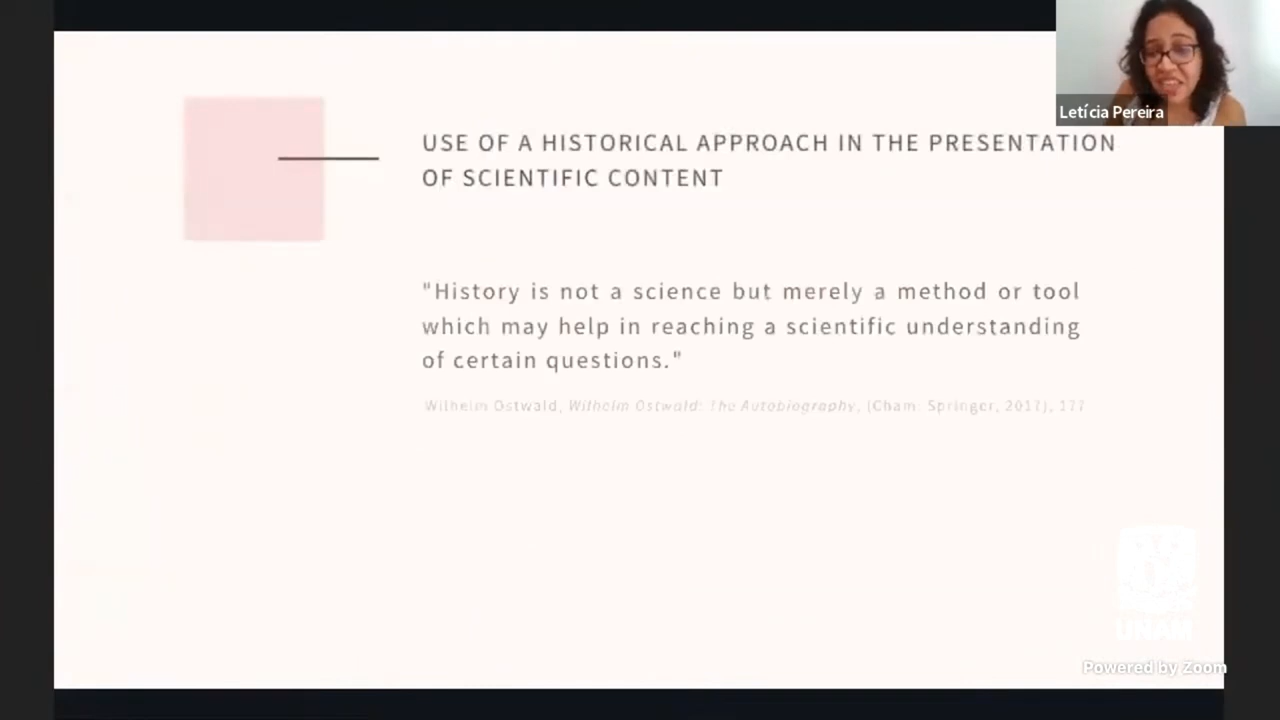 Letícia Pereira
USE OF A HISTORICAL APPROACH IN THE PRESENTATION
OF SCIENTIFIC CONTENT
"History is not a science but merely a method or tool
which may help in reaching a scientific understanding
of certain questions."
Wilhelm Ostwald, Wilhelm Ostwald: The Autobiography, (Cham: Springer, 2017), 177
UNAM
Powered by Zoom